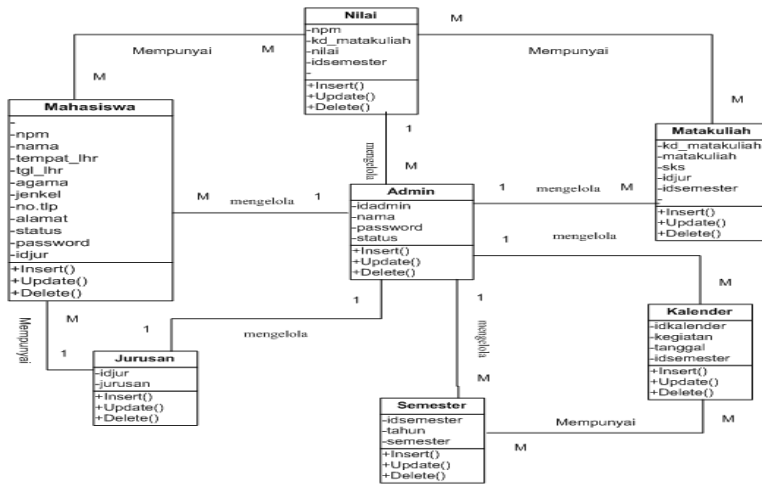 Nilai
-npm
-kd_matakuliah
-nilai
-idsemester
-
+Insert()
+Update()
+Delete()
M
Mempunyai
M
M
Mempunyai
M
Mahasiswa
-
-npm
-nama
-tempat_lhr
-tgl_lhr
-agama
-jenkel
-no.tlp
-alamat
-status
-password
-idjur
+Insert()
+Update()
+Delete()
Matakuliah
-kd_matakuliah
-matakuliah
-sks
-idjur
-idsemester
-
+Insert()
+Update()
+Delete()
1
mengelola
M
Admin
-idadmin
-nama
-password
-status
+Insert()
+Update()
+Delete()
M
mengelola
1
1
mengelola
M
1
mengelola
M
Kalender
-idkalender
-kegiatan
-tanggal
-idsemester
+Insert()
+Update()
+Delete()
M
Mempunyai
1
1
mengelola
1
Jurusan
-idjur
-jurusan
+Insert()
+Update()
+Delete()
1
mengelola
M
Semester
-idsemester
-tahun
-semester
+Insert()
+Update()
+Delete()
M
Mempunyai
M